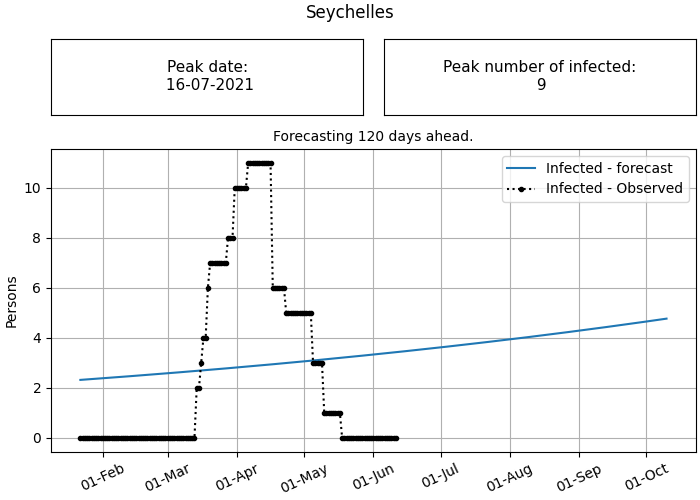 Seychelles
Peak date:
16-07-2021
Peak number of infected:
9
Forecasting 120 days ahead.
Infected - forecast
Infected - Observed
Persons
10
8
6
4
2
0
01-Feb
01-Mar
01-Apr
01-May
01-Jun
01-Jul
01-Aug
01-Sep
01-Oct